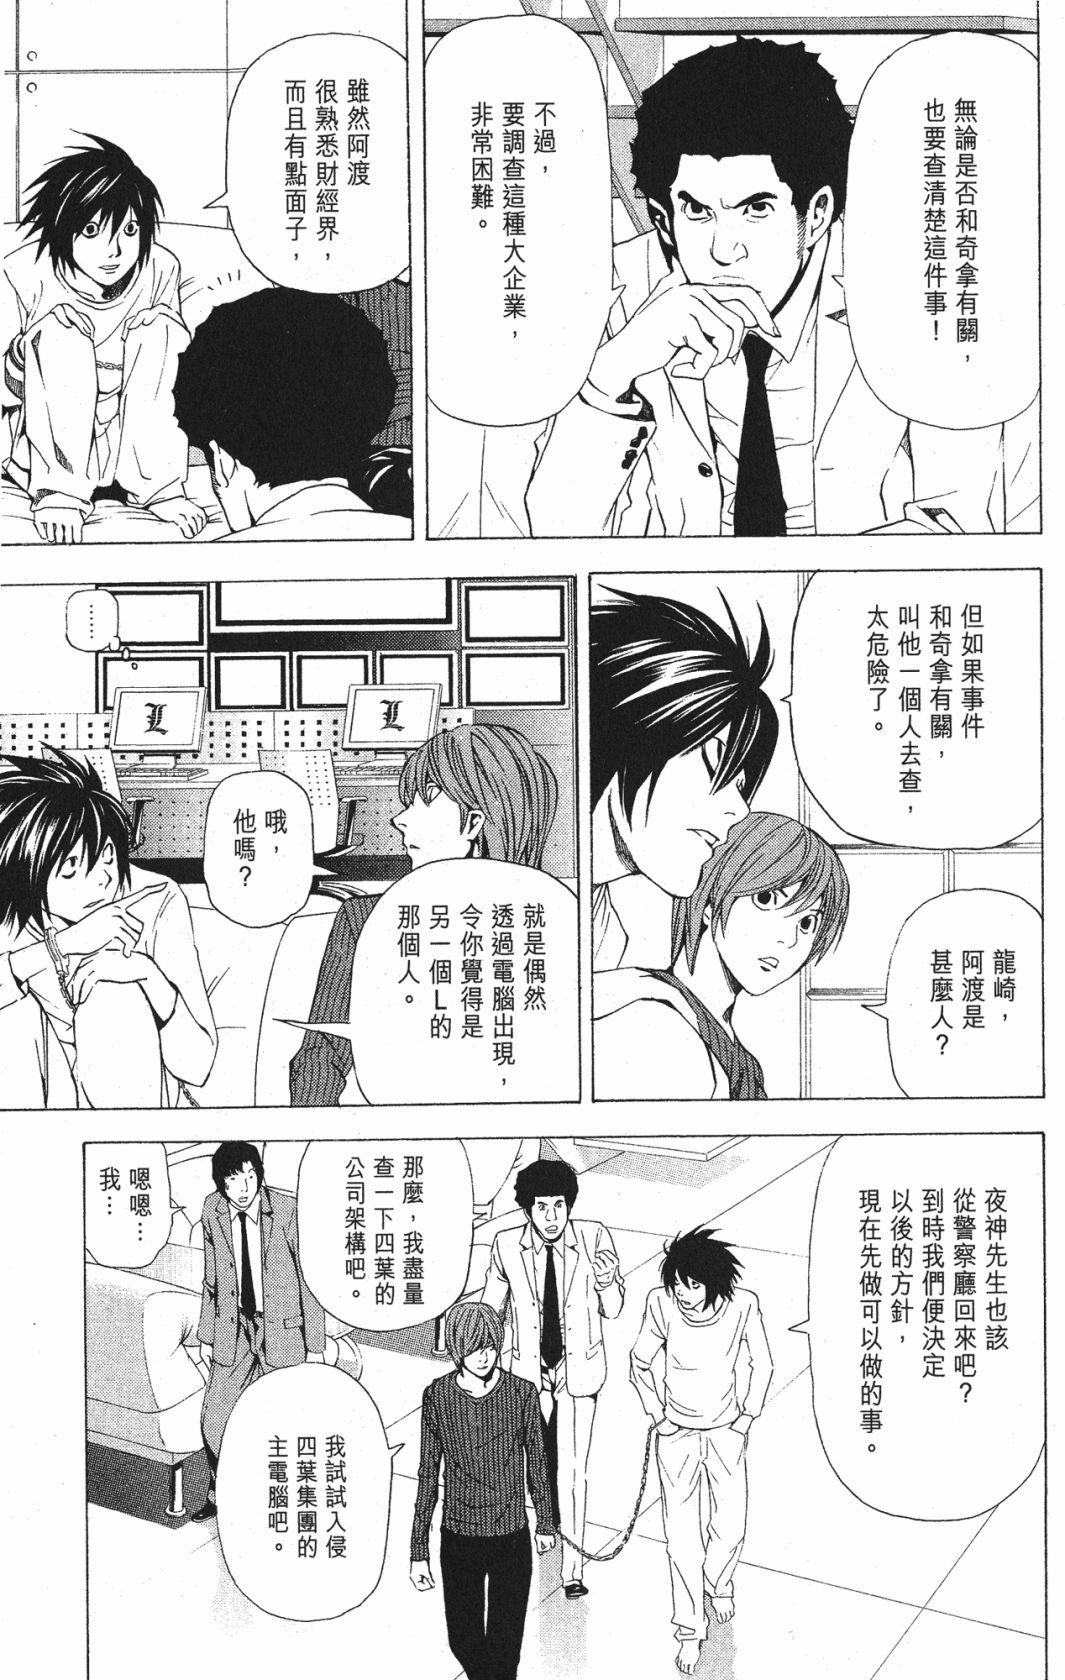 無論是否和奇拿有關，
也要查清楚這件事！
不過，
要調查這種大企業，
非常困難。
雖然阿渡
很熟悉財經界，
而且有點面子，
但如果事件
和奇拿有關，
叫他一個人去查，
太危險了。
龍崎，
阿渡是
甚麼人？
就是偶然
透過電腦出現，
令你覺得是
另一個L的
那個人。
哦，
他嗎？
……
L
L
夜神先生也該
從警察廳回來吧？
到時我們便決定
以後的方針，
現在先做可以做的事。
那麼，我盡量
查一下四葉的
公司架構吧。
我試試入侵
四葉集團的
主電腦吧。
嗯嗯…
我…